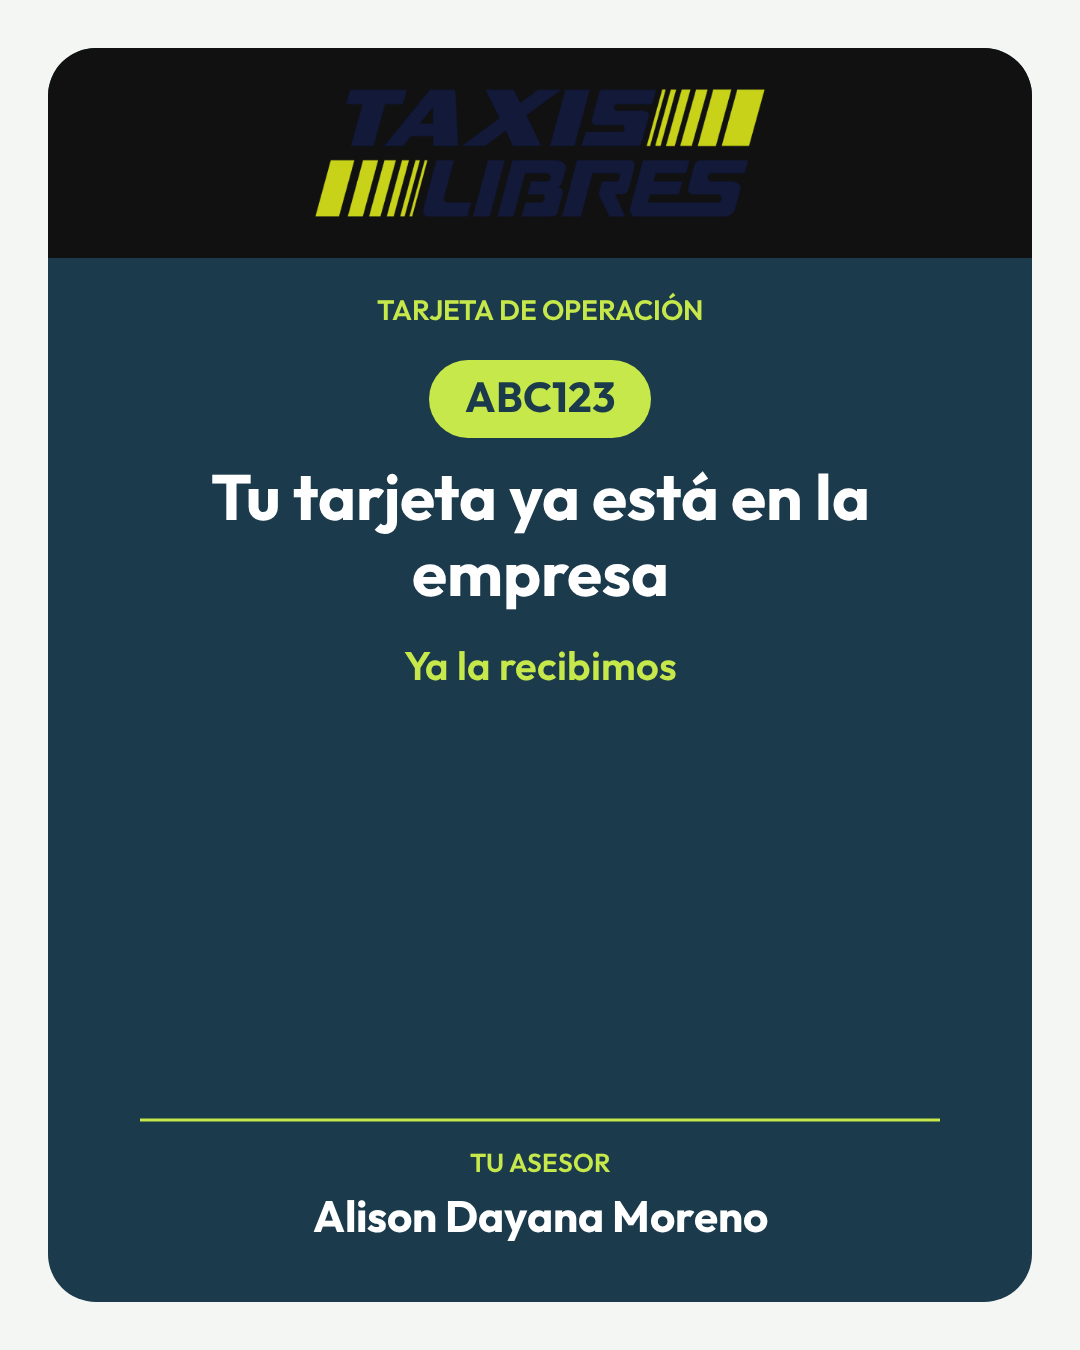 TAXIS
LIBRES
TARJETA DE OPERACIÓN
ABC123
Tu tarjeta ya está en la
empresa
Ya la recibimos
TU ASESOR
Alison Dayana Moreno